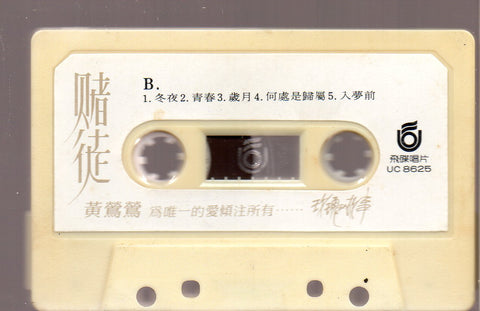 赌徒
B.
1.冬夜2.青春3.歲月4.何處是歸屬5.入夢前
飛碟唱片
UC 8625
黃鶯鶯 為唯一的愛傾注所有⋯⋯